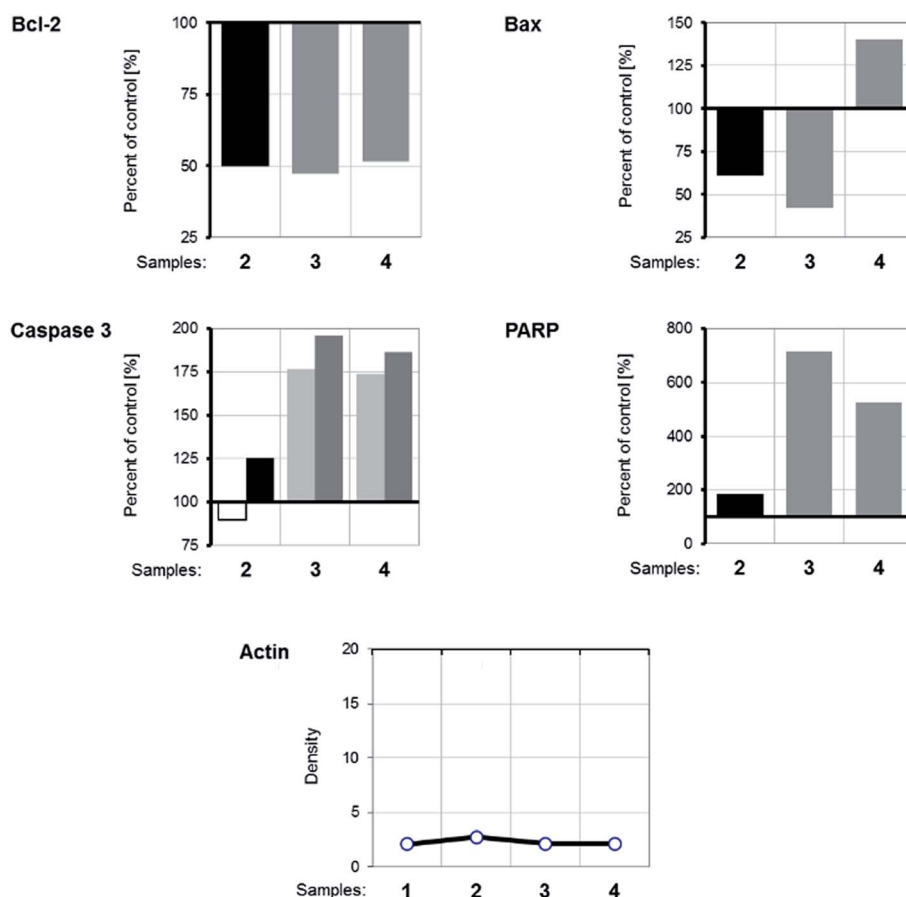 Bcl-2
Percent of control [%]
100
75
50
25
Samples: 2 3 4
Bax
Percent of control [%]
150
125
100
75
50
25
Samples: 2 3 4
Caspase 3
Percent of control [%]
200
175
150
125
100
75
Samples: 2 3 4
PARP
Percent of control [%]
800
600
400
200
0
Samples: 2 3 4
Actin
Density
20
15
10
5
0
Samples: 1 2 3 4